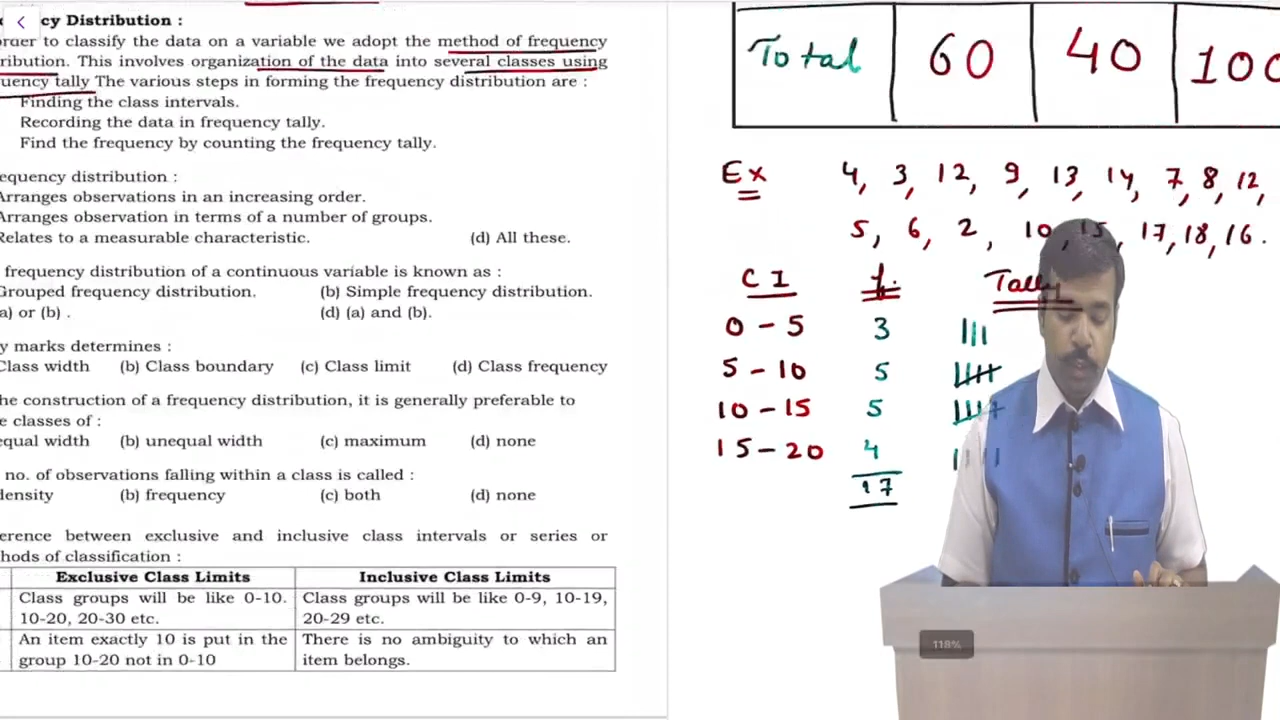 cy Distribution :
order to classify the data on a variable we adopt the method of frequency
ribution. This involves organization of the data into several classes using
uency tally The various steps in forming the frequency distribution are :
Finding the class intervals.
Recording the data in frequency tally.
Find the frequency by counting the frequency tally.
equency distribution :
Arranges observations in an increasing order.
Arranges observation in terms of a number of groups.
Relates to a measurable characteristic. (d) All these.
frequency distribution of a continuous variable is known as :
Grouped frequency distribution. (b) Simple frequency distribution.
a) or (b) . (d) (a) and (b).
y marks determines :
Class width (b) Class boundary (c) Class limit (d) Class frequency
he construction of a frequency distribution, it is generally preferable to
e classes of :
equal width (b) unequal width (c) maximum (d) none
no. of observations falling within a class is called :
density (b) frequency (c) both (d) none
erence between exclusive and inclusive class intervals or series or
hods of classification :
Exclusive Class Limits Inclusive Class Limits
Class groups will be like 0-10. Class groups will be like 0-9, 10-19,
10-20, 20-30 etc. 20-29 etc.
An item exactly 10 is put in the There is no ambiguity to which an
group 10-20 not in 0-10 item belongs.
Total 60 40 100
Ex 4, 3, 12, 9, 13, 14, 7, 8, 12,
5, 6, 2, 10, 15, 17, 18, 16.
C I f. Tally
0 - 5 3 |||
5 - 10 5
10 - 15 5
15 - 20 4
17
118%